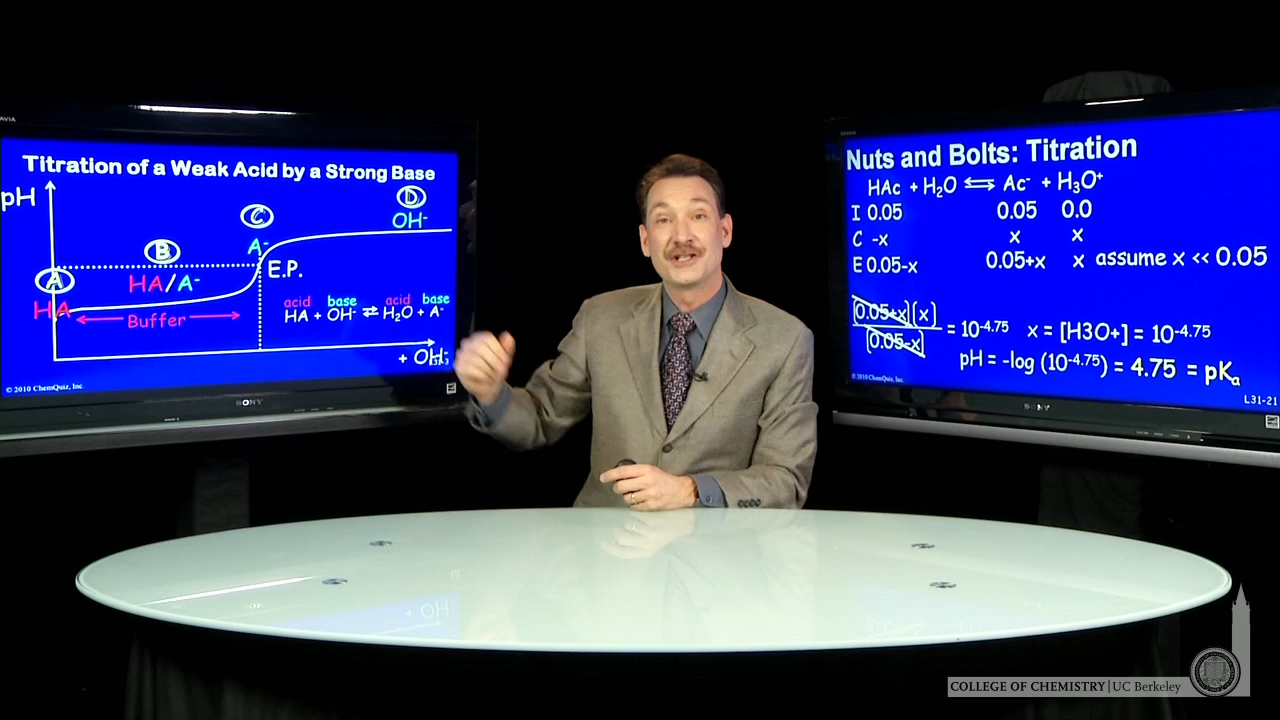 Titration of a Weak Acid by a Strong Base
pH
D
OH⁻
C
A⁻
B
E.P.
A
HA/A⁻
HA
acid base acid base
HA + OH⁻ ⇄ H₂O + A⁻
Buffer
+ OH⁻
© 2010 ChemQuiz, Inc.
SONY
Nuts and Bolts: Titration
HAc + H₂O ⇌ Ac⁻ + H₃O⁺
I 0.05 0.05 0.0
C -x x x
E 0.05-x 0.05+x x assume x << 0.05
[0.05+x][x]
[0.05-x]
= 10⁻⁴·⁷⁵ x = [H3O+] = 10⁻⁴·⁷⁵
pH = -log (10⁻⁴·⁷⁵) = 4.75 = pKₐ
© 2010 ChemQuiz, Inc.
L31-21
SONY
COLLEGE OF CHEMISTRY | UC Berkeley